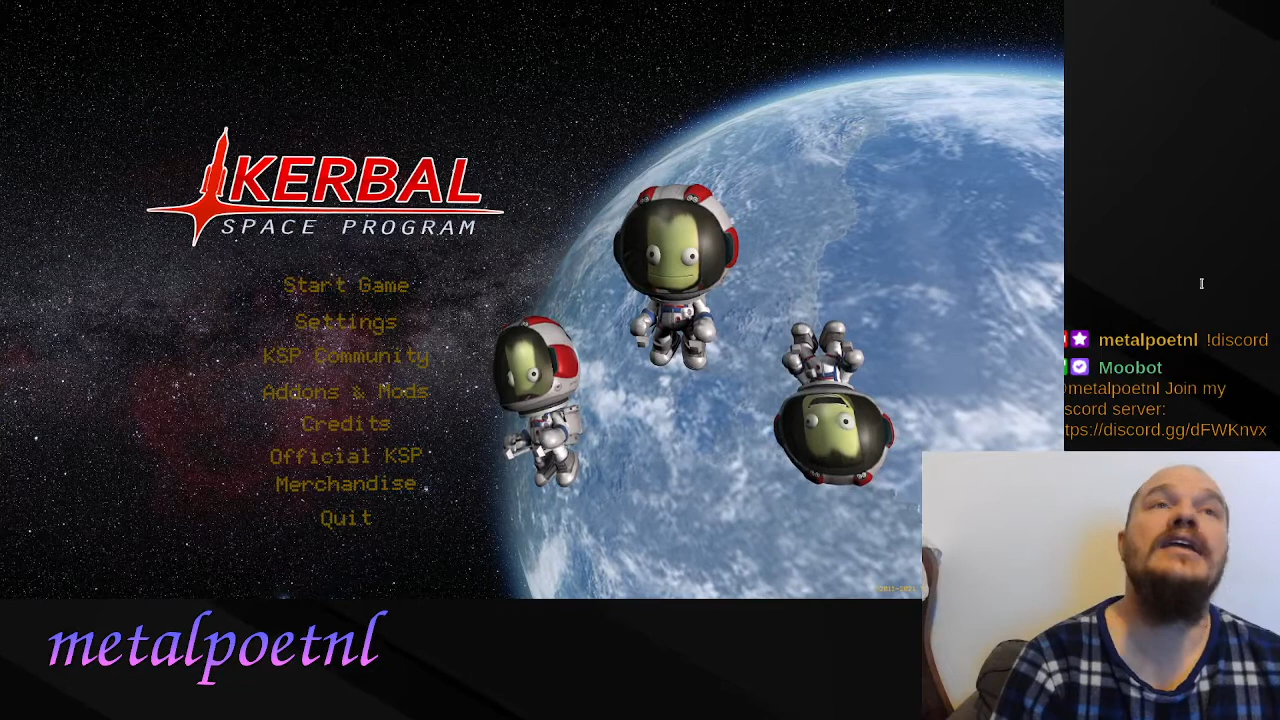 KERBAL
SPACE PROGRAM
Start Game
Settings
KSP Community
Addons & Mods
Credits
Official KSP
Merchandise
Quit
metalpoetnl !discord
Moobot
metalpoetnl Join my
scord server:
tps://discord.gg/dFWKnvx
metalpoetnl